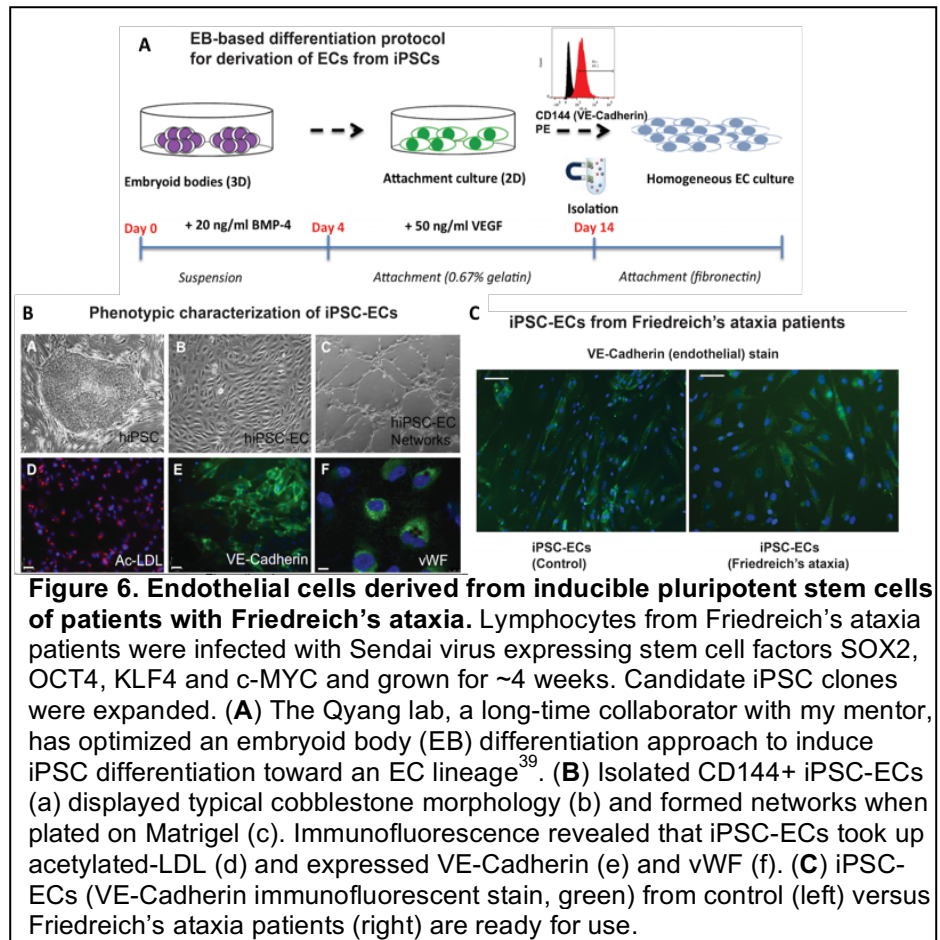 A
EB-based differentiation protocol
for derivation of ECs from iPSCs
CD144 (VE-Cadherin)
PE
Embryoid bodies (3D)
Attachment culture (2D)
Homogeneous EC culture
Isolation
Day 0
+ 20 ng/ml BMP-4
Day 4
+ 50 ng/ml VEGF
Day 14
Suspension
Attachment (0.67% gelatin)
Attachment (fibronectin)
B
Phenotypic characterization of iPSC-ECs
A
hiPSC
B
hiPSC-EC
C
hiPSC-EC
Networks
D
Ac-LDL
E
VE-Cadherin
F
vWF
C
iPSC-ECs from Friedreich's ataxia patients
VE-Cadherin (endothelial) stain
iPSC-ECs
(Control)
iPSC-ECs
(Friedreich's ataxia)
Figure 6. Endothelial cells derived from inducible pluripotent stem cells
of patients with Friedreich's ataxia. Lymphocytes from Friedreich's ataxia
patients were infected with Sendai virus expressing stem cell factors SOX2,
OCT4, KLF4 and c-MYC and grown for ~4 weeks. Candidate iPSC clones
were expanded. (A) The Qyang lab, a long-time collaborator with my mentor,
has optimized an embryoid body (EB) differentiation approach to induce
iPSC differentiation toward an EC lineage39. (B) Isolated CD144+ iPSC-ECs
(a) displayed typical cobblestone morphology (b) and formed networks when
plated on Matrigel (c). Immunofluorescence revealed that iPSC-ECs took up
acetylated-LDL (d) and expressed VE-Cadherin (e) and vWF (f). (C) iPSC-
ECs (VE-Cadherin immunofluorescent stain, green) from control (left) versus
Friedreich's ataxia patients (right) are ready for use.